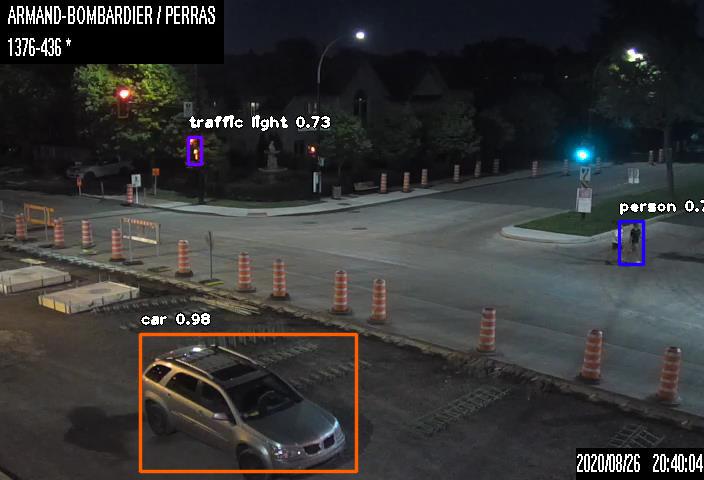 ARMAND-BOMBARDIER / PERRAS
1376-436 *
traffic light 0.73
person 0.7
car 0.98
2020/08/26 20:40:04